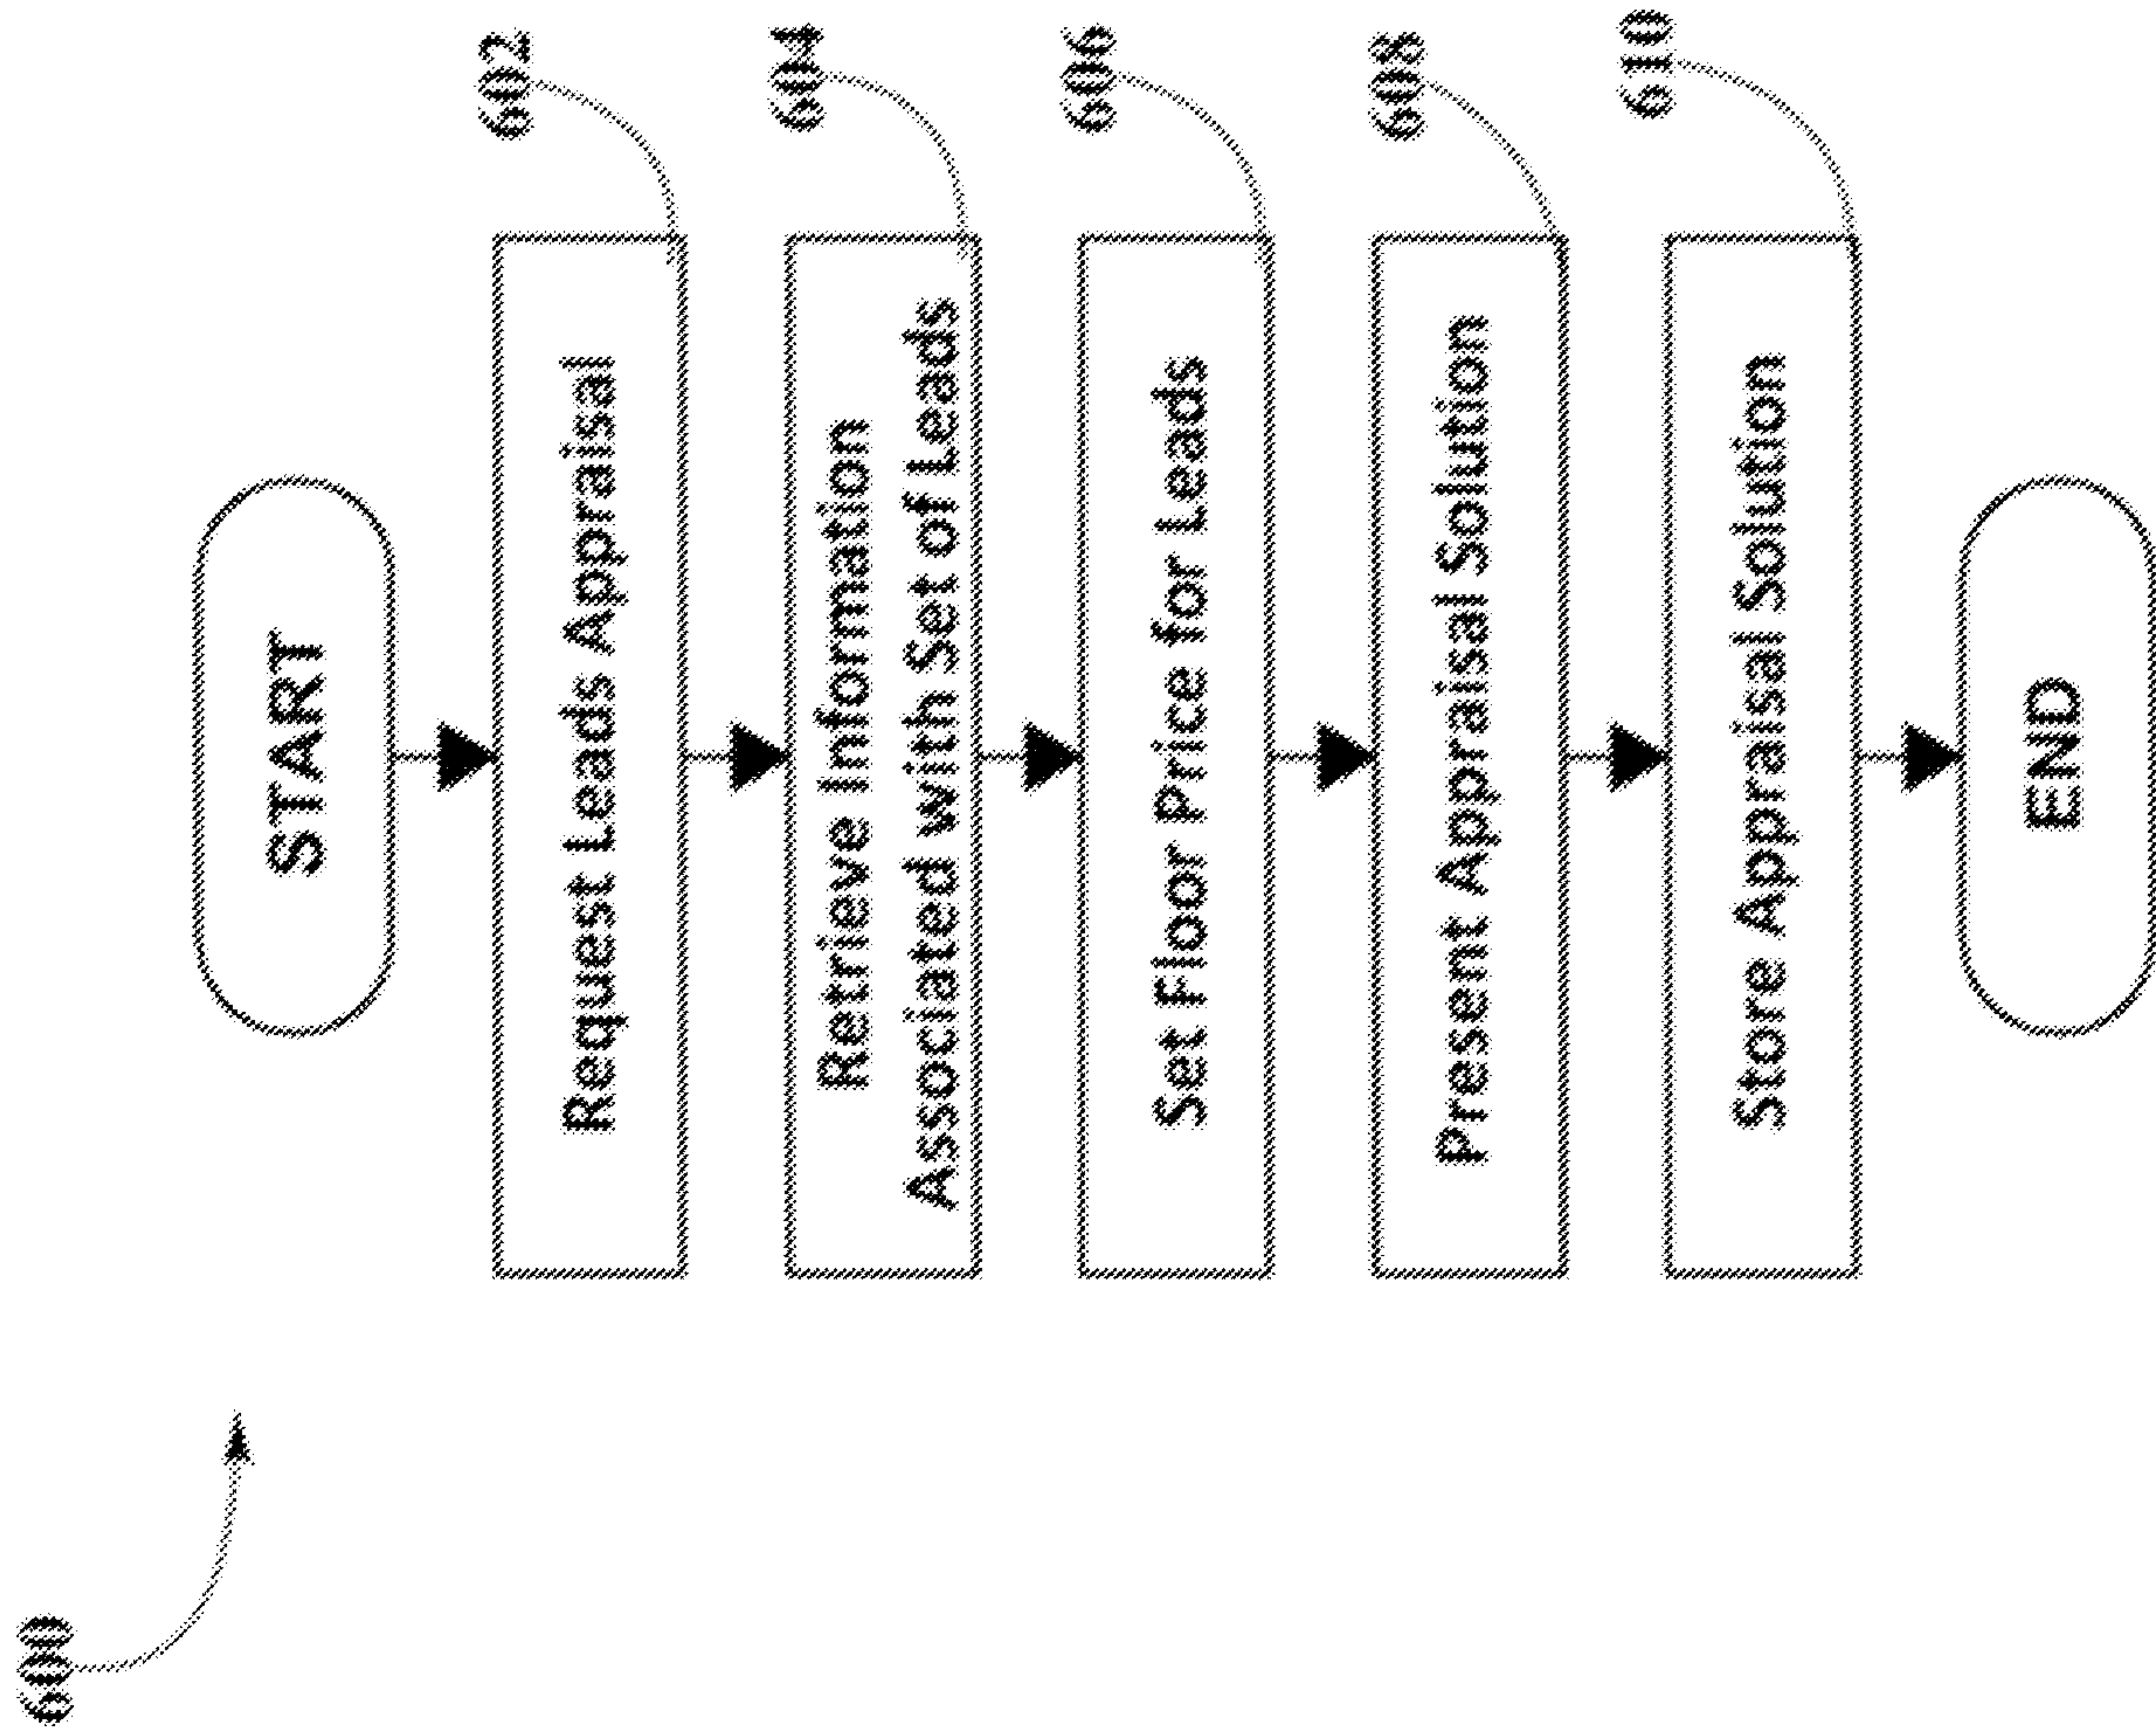 600
START
Request Leads Appraisal
602
Retrieve Information
Associated with Set of Leads
604
Set Floor Price for Leads
606
Present Appraisal Solution
608
Store Appraisal Solution
610
END